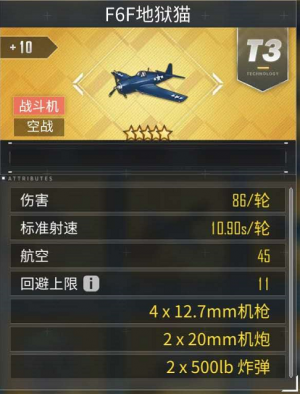 F6F地狱猫
+10
T3
TECHNOLOGY
战斗机
空战
ATTRIBUTES
伤害 86/轮
标准射速 10.90s/轮
航空 45
回避上限 i 11
4 x 12.7mm机枪
2 x 20mm机炮
2 x 500lb 炸弹